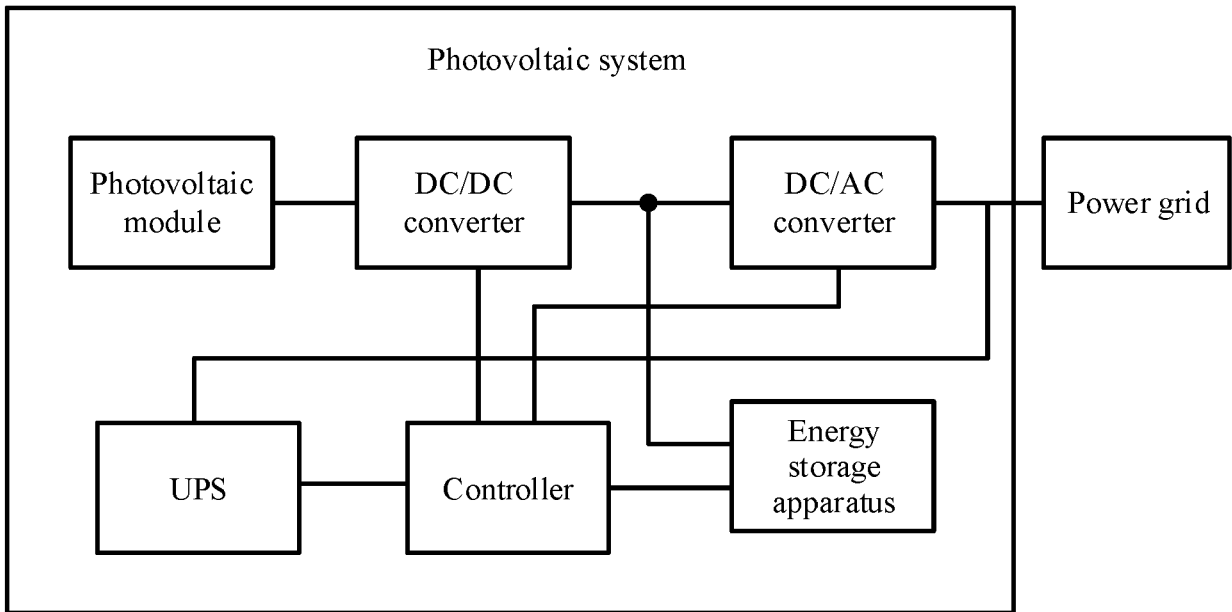 Photovoltaic system
Photovoltaic
module
DC/DC
converter
DC/AC
converter
Power grid
UPS
Controller
Energy
storage
apparatus